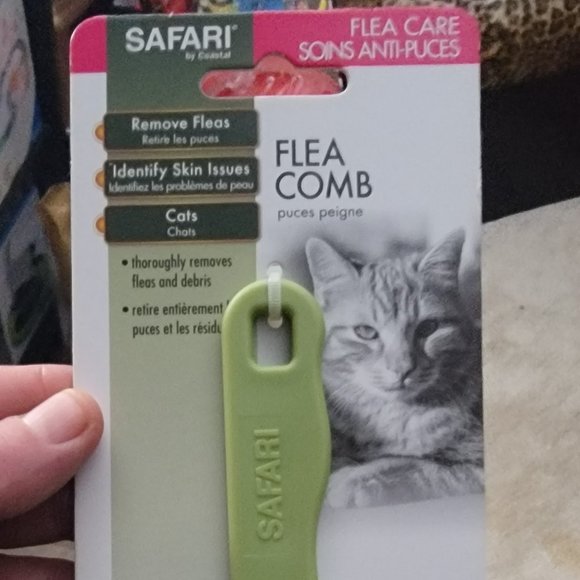 SAFARI
by Coastal
FLEA CARE
SOINS ANTI-PUCES
Remove Fleas
Retire les puces
Identify Skin Issues
Identifiez les problèmes de peau
Cats
Chats
• thoroughly removes
fleas and debris
• retire entièrement
puces et les
FLEA
COMB
puces peigne
SAFARI